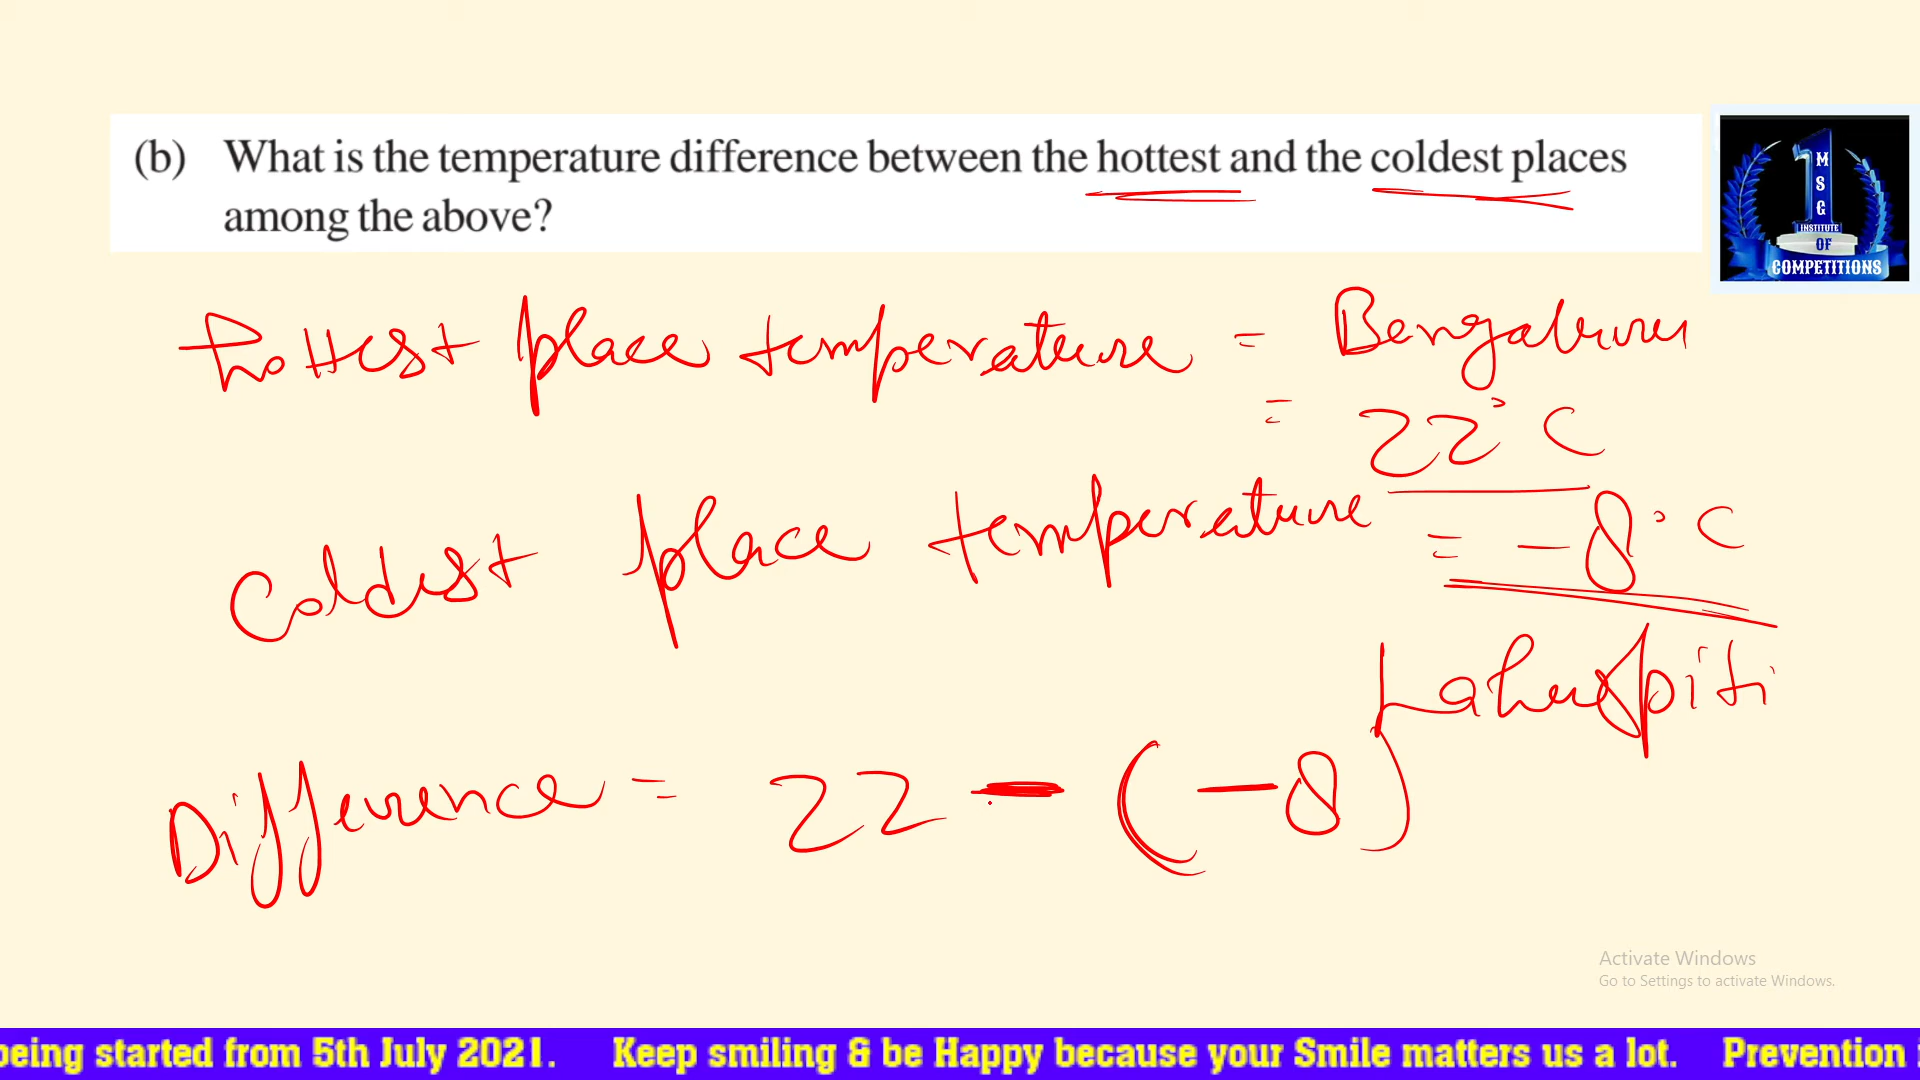 (b) What is the temperature difference between the hottest and the coldest places
among the above?
1
M
S
G
INSTITUTE
OF
COMPETITIONS
hottest place temperature = Bengaluru
= 22°C
Coldest place temperature = -8°C
Lahulspiti
Difference = 22 - (-8)
Activate Windows
Go to Settings to activate Windows.
being started from 5th July 2021. Keep smiling & be Happy because your Smile matters us a lot. Prevention